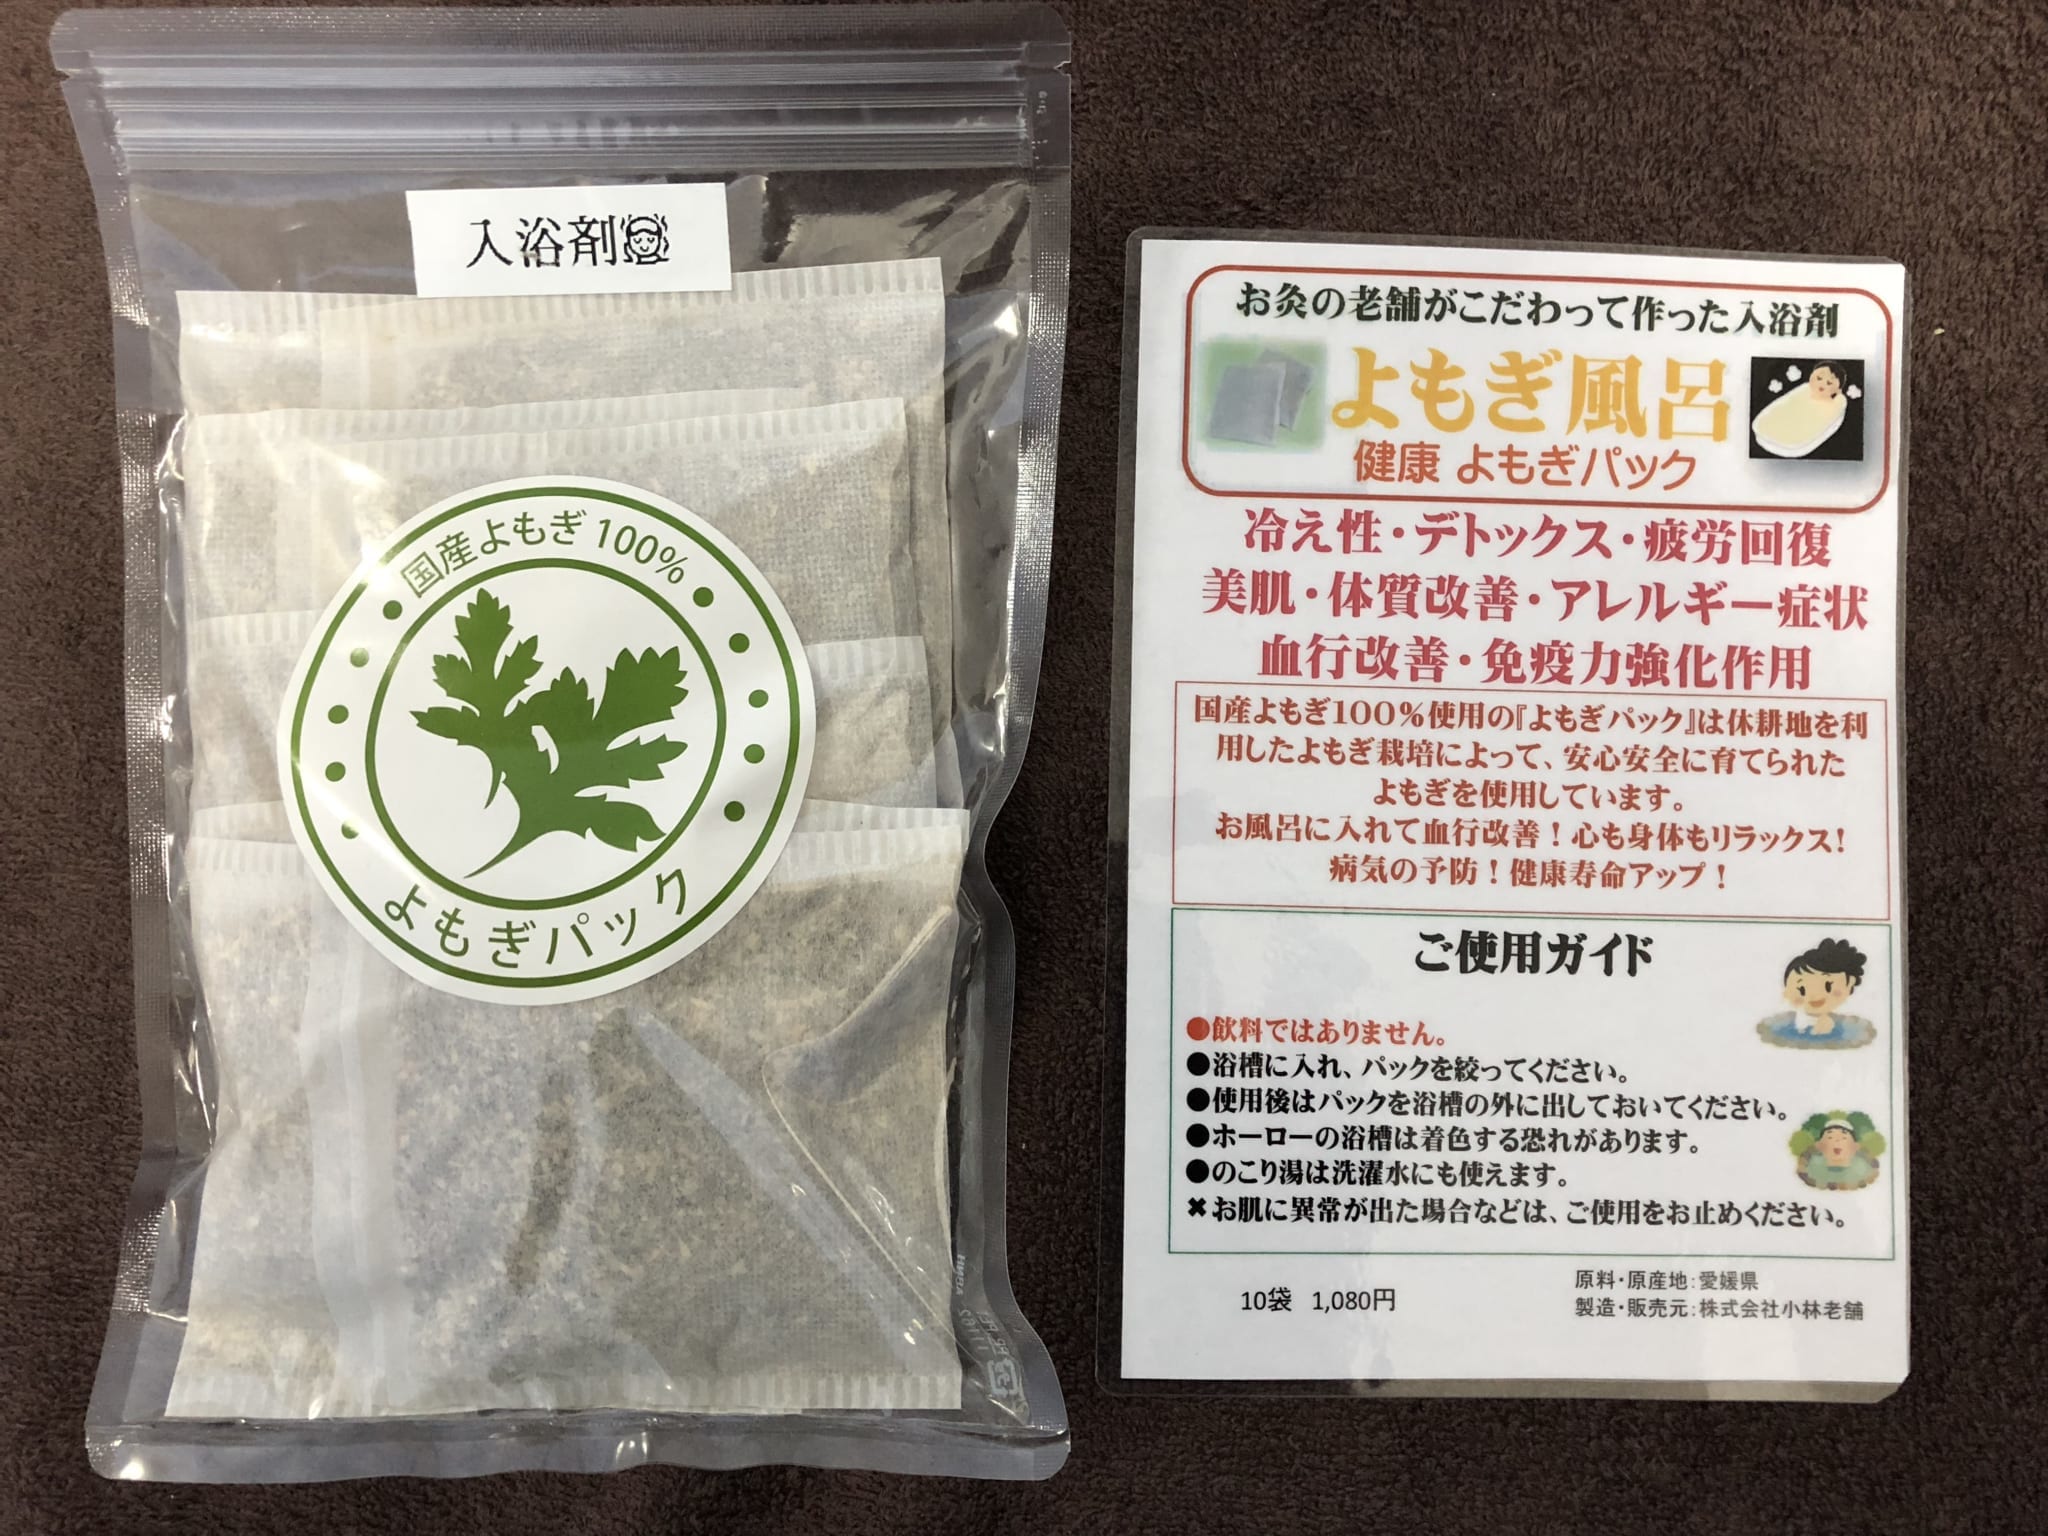 入浴剤
国産よもぎ 100%
よもぎパック
お灸の老舗がこだわって作った入浴剤
よもぎ風呂
健康 よもぎパック
冷え性・デトックス・疲労回復
美肌・体質改善・アレルギー症状
血行改善・免疫力強化作用
国産よもぎ100％使用の『よもぎパック』は休耕地を利
用したよもぎ栽培によって、安心安全に育てられた
よもぎを使用しています。
お風呂に入れて血行改善！心も身体もリラックス！
病気の予防！健康寿命アップ！
ご使用ガイド
●飲料ではありません。
●浴槽に入れ、パックを絞ってください。
●使用後はパックを浴槽の外に出しておいてください。
●ホーローの浴槽は着色する恐れがあります。
●のこり湯は洗濯水にも使えます。
✖お肌に異常が出た場合などは、ご使用をお止めください。
10袋 1,080円
原料・原産地：愛媛県
製造・販売元：株式会社小林老舗